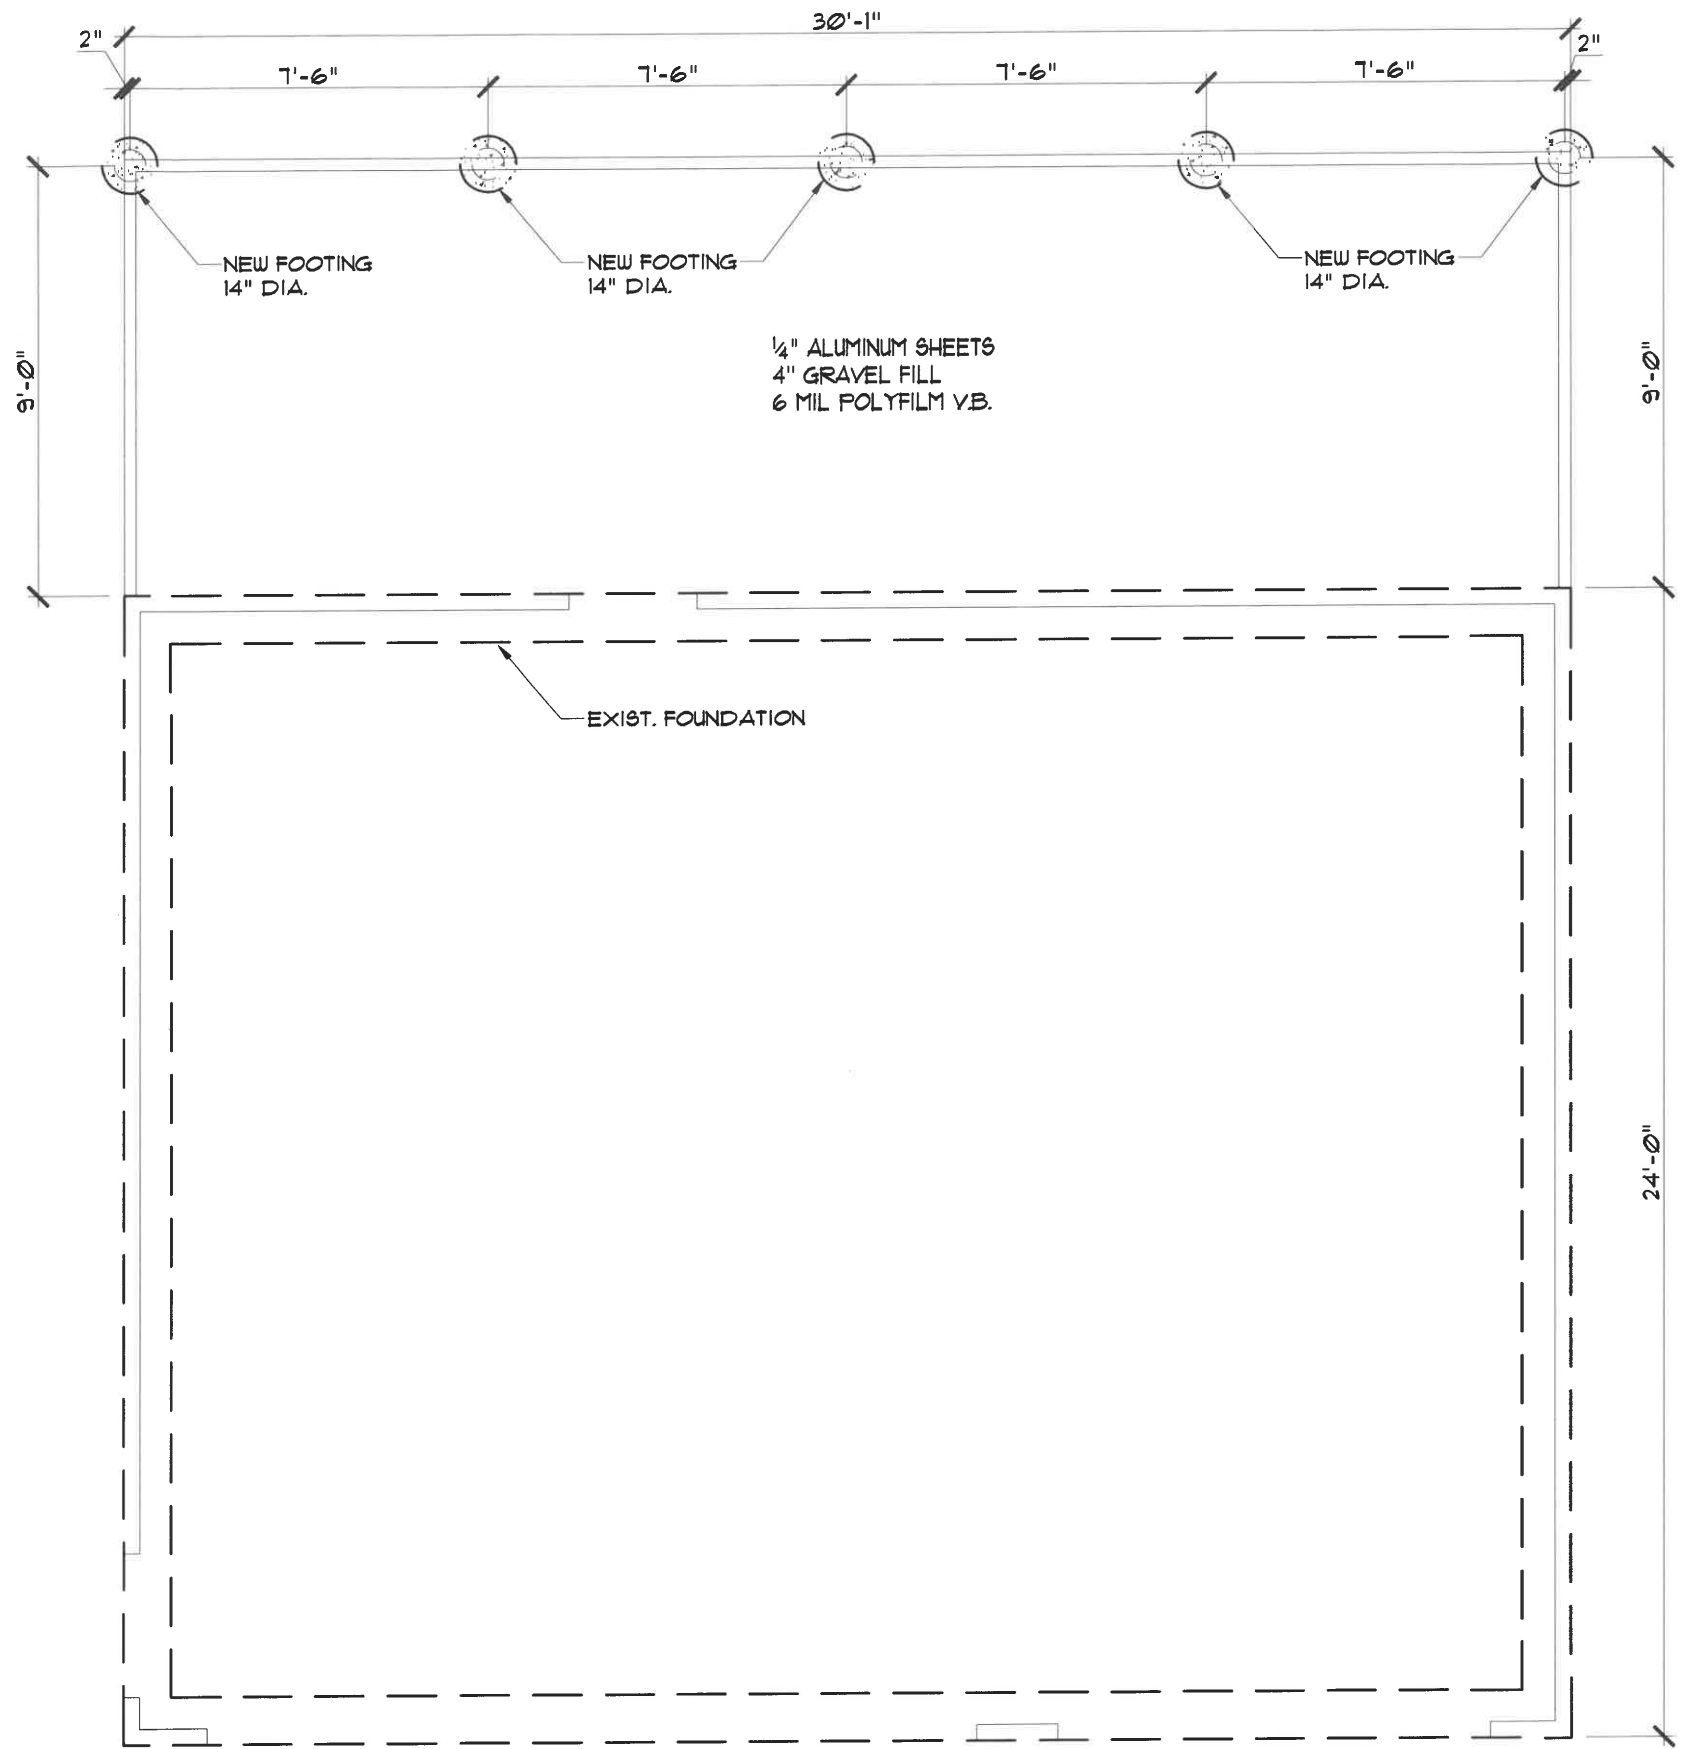 30'-1"
2"
2"
7'-6"
7'-6"
7'-6"
7'-6"
NEW FOOTING
14" DIA.
NEW FOOTING
14" DIA.
NEW FOOTING
14" DIA.
9'-0"
9'-0"
1/4" ALUMINUM SHEETS
4" GRAVEL FILL
6 MIL POLYFILM V.B.
EXIST. FOUNDATION
24'-0"